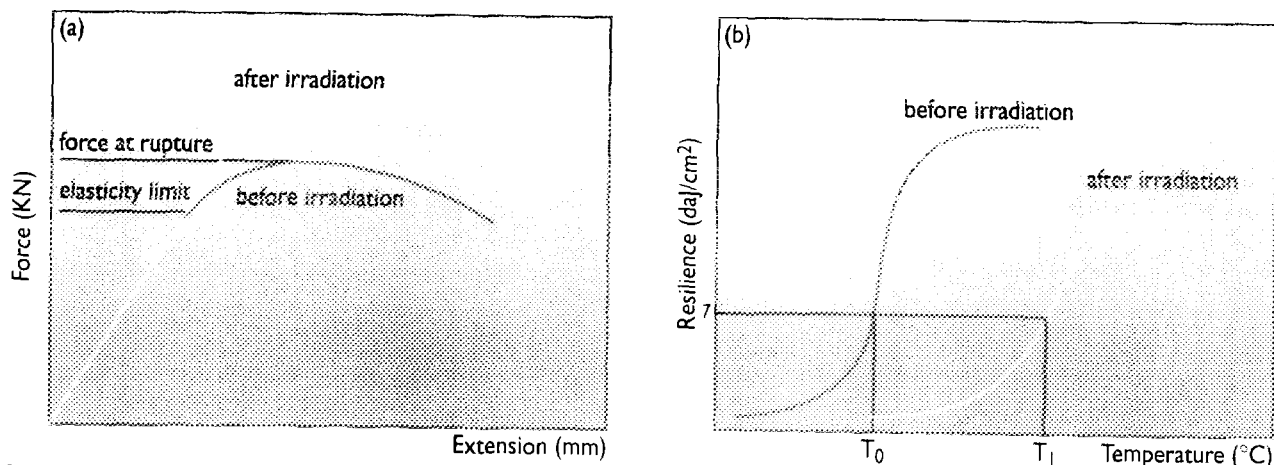 (a)
after irradiation
force at rupture
elasticity limit
before irradiation
Force (KN)
Extension (mm)
(b)
before irradiation
after irradiation
Resilience (daJ/cm²)
7
T₀
T₁
Temperature (°C)